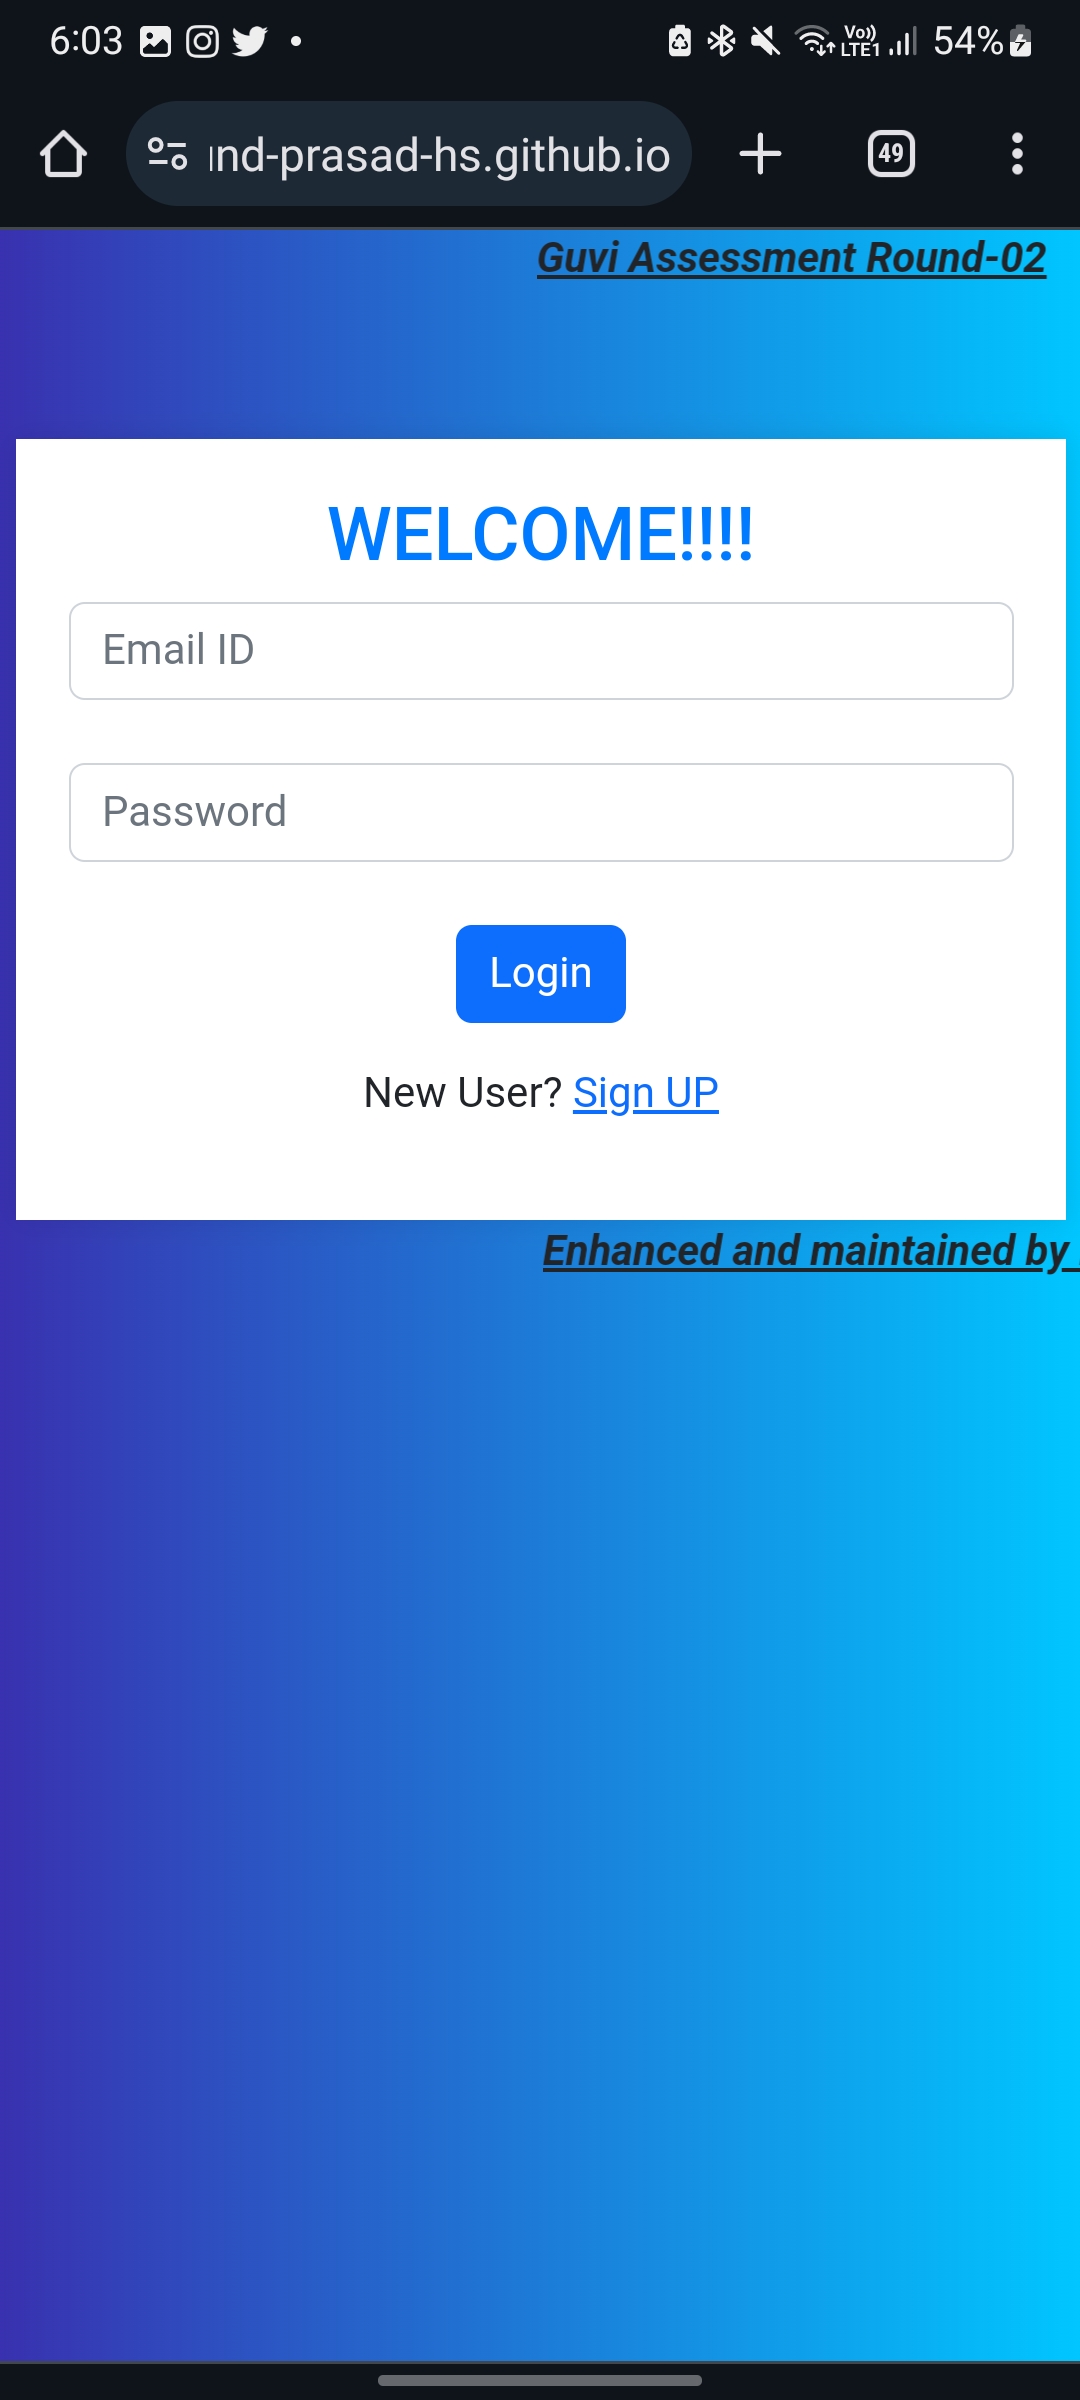 6:03 Vo)) LTE1 54%
nd-prasad-hs.github.io 49
Guvi Assessment Round-02
WELCOME!!!!
Email ID
Password
Login
New User? Sign UP
Enhanced and maintained by